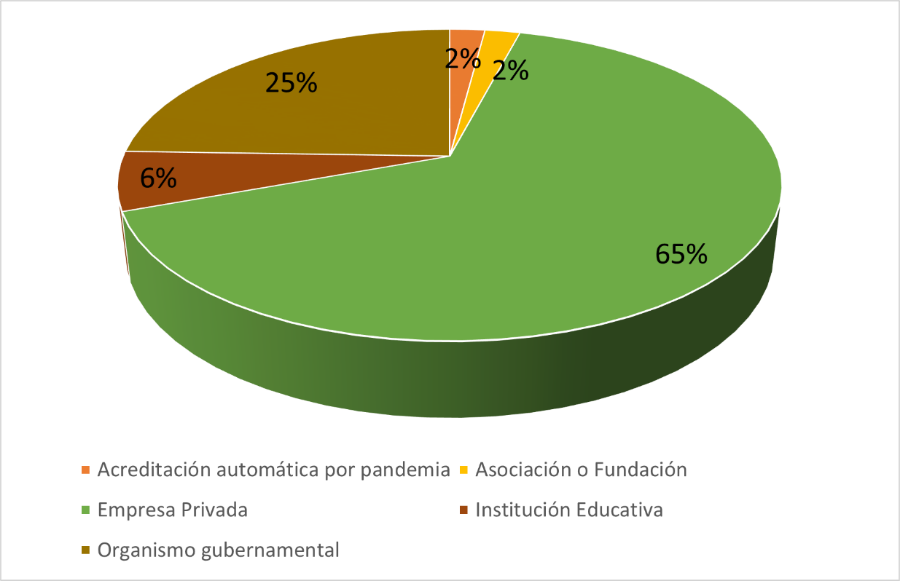 2%
2%
25%
6%
65%
Acreditación automática por pandemia
Asociación o Fundación
Empresa Privada
Institución Educativa
Organismo gubernamental